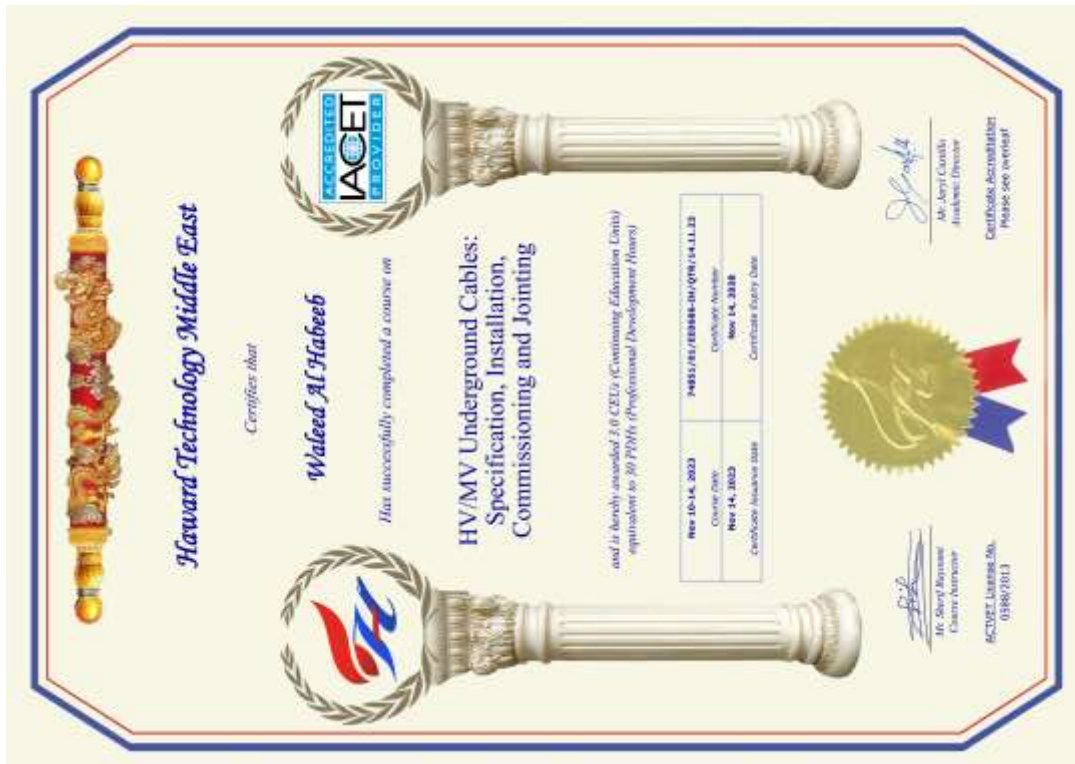 Haward Technology Middle East
Certifies that
Waleed Al Habeeb
Has successfully completed a course on
ACCREDITED
IACET
PROVIDER
HV/MV Underground Cables:
Specification, Installation,
Commissioning and Jointing
and is hereby awarded 3.0 CEUs (Continuing Education Units)
equivalent to 30 PDHs (Professional Development Hours)
Nov 10-14, 2023
Course Date
Certificate Number
Nov 14, 2023
Certificate Issuance Date
Nov 14, 2028
Certificate Expiry Date
Course Instructor
Academic Director
ACTVET License No.
0388/2013
Certificate Accreditation
Please see overleaf